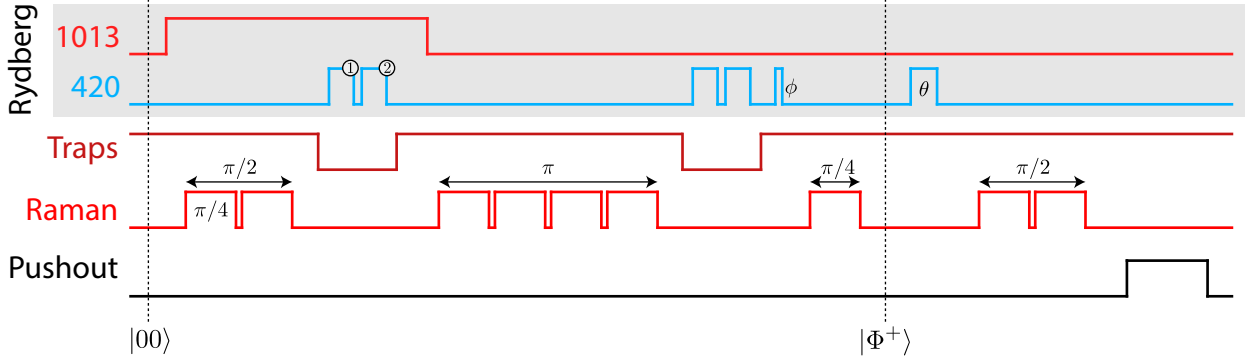 Rydberg
1013
420
① ②
ϕ
θ
Traps
π/2
π
π/4
π/2
Raman
π/4
Pushout
|00⟩
|Φ⁺⟩